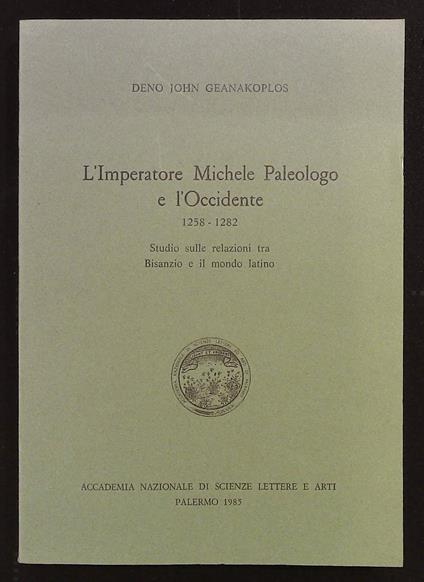 DENO JOHN GEANAKOPLOS
L'Imperatore Michele Paleologo
e l'Occidente
1258 - 1282
Studio sulle relazioni tra
Bisanzio e il mondo latino
ACCADEMIA NAZIONALE DI SCIENZE LETTERE E ARTI
PALERMO 1985